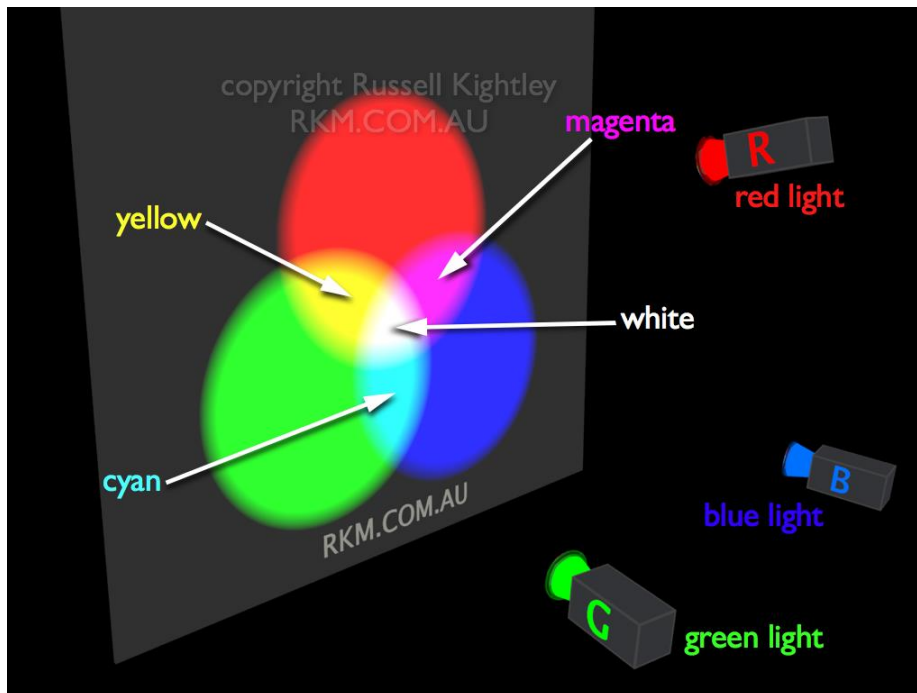 copyright Russell Kightley
RKM.COM.AU
magenta
R
red light
yellow
white
cyan
B
blue light
RKM.COM.AU
G
green light